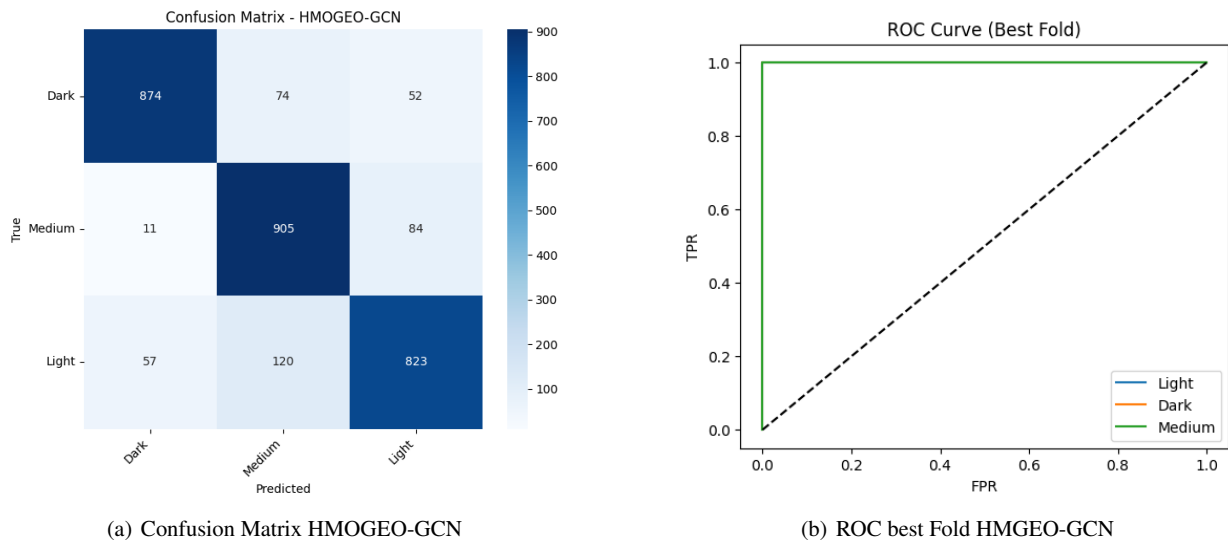 Confusion Matrix - HMOGEO-GCN
Dark
874
74
52
Medium
11
905
84
Light
57
120
823
Dark
Medium
Light
Predicted
True
900
800
700
600
500
400
300
200
100
(a) Confusion Matrix HMOGEO-GCN
ROC Curve (Best Fold)
1.0
0.8
0.6
0.4
0.2
0.0
TPR
0.0
0.2
0.4
0.6
0.8
1.0
FPR
Light
Dark
Medium
(b) ROC best Fold HMGEO-GCN